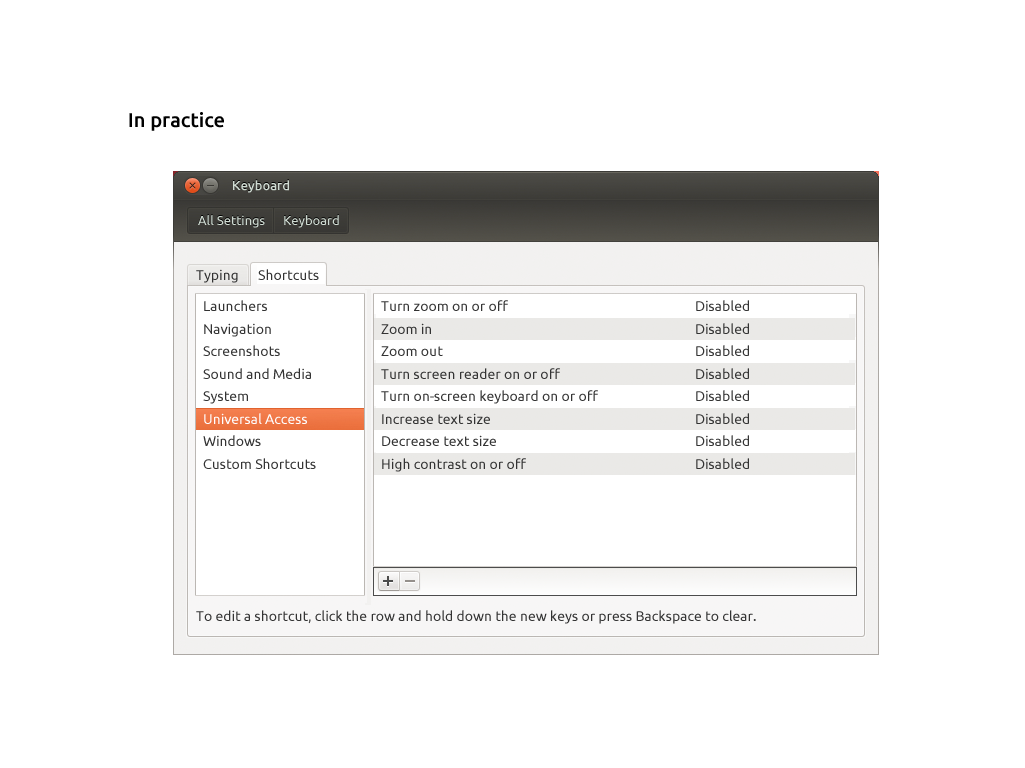 In practice
Keyboard
All Settings Keyboard
Typing Shortcuts
Launchers
Navigation
Screenshots
Sound and Media
System
Universal Access
Windows
Custom Shortcuts
Turn zoom on or off Disabled
Zoom in Disabled
Zoom out Disabled
Turn screen reader on or off Disabled
Turn on-screen keyboard on or off Disabled
Increase text size Disabled
Decrease text size Disabled
High contrast on or off Disabled
To edit a shortcut, click the row and hold down the new keys or press Backspace to clear.